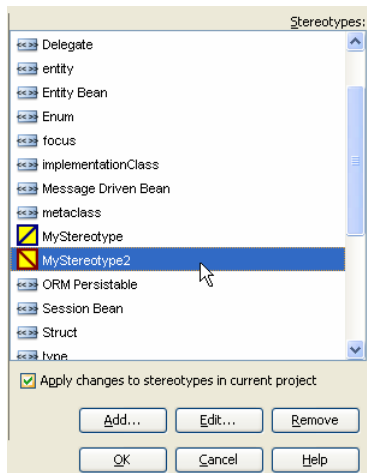 Stereotypes:
Delegate
entity
Entity Bean
Enum
focus
implementationClass
Message Driven Bean
metaclass
MyStereotype
MyStereotype2
ORM Persistable
Session Bean
Struct
type
Apply changes to stereotypes in current project
Add... Edit... Remove
OK Cancel Help